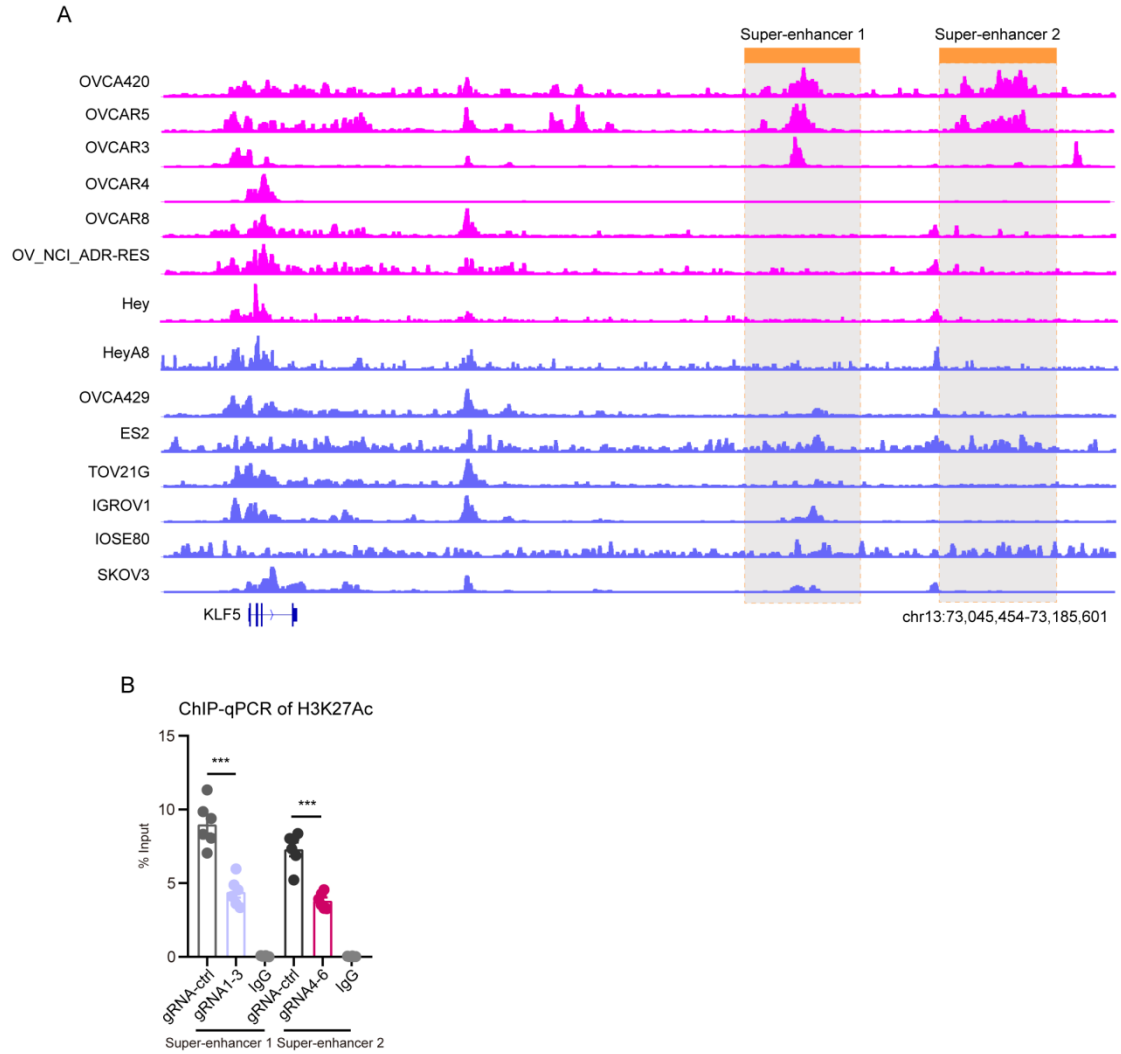 A
Super-enhancer 1
Super-enhancer 2
OVCA420
OVCAR5
OVCAR3
OVCAR4
OVCAR8
OV_NCI_ADR-RES
Hey
HeyA8
OVCA429
ES2
TOV21G
IGROV1
IOSE80
SKOV3
KLF5
chr13:73,045,454-73,185,601
B
ChIP-qPCR of H3K27Ac
15
10
5
0
% Input
***
***
gRNA-ctrl
gRNA1-3
IgG
gRNA-ctrl
gRNA4-6
IgG
Super-enhancer 1
Super-enhancer 2